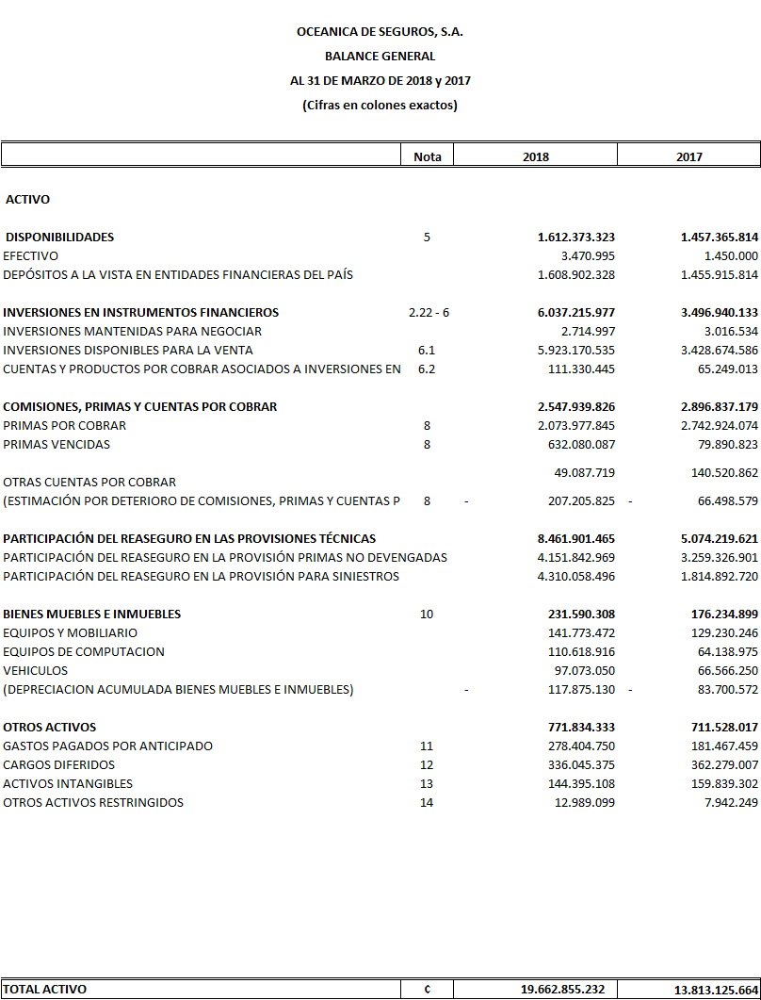 OCEANICA DE SEGUROS, S.A.
BALANCE GENERAL
AL 31 DE MARZO DE 2018 y 2017
(Cifras en colones exactos)
Nota 2018 2017
ACTIVO
DISPONIBILIDADES 5 1.612.373.323 1.457.365.814
EFECTIVO 3.470.995 1.450.000
DEPÓSITOS A LA VISTA EN ENTIDADES FINANCIERAS DEL PAÍS 1.608.902.328 1.455.915.814
INVERSIONES EN INSTRUMENTOS FINANCIEROS 2.22 - 6 6.037.215.977 3.496.940.133
INVERSIONES MANTENIDAS PARA NEGOCIAR 2.714.997 3.016.534
INVERSIONES DISPONIBLES PARA LA VENTA 6.1 5.923.170.535 3.428.674.586
CUENTAS Y PRODUCTOS POR COBRAR ASOCIADOS A INVERSIONES EN 6.2 111.330.445 65.249.013
COMISIONES, PRIMAS Y CUENTAS POR COBRAR 2.547.939.826 2.896.837.179
PRIMAS POR COBRAR 8 2.073.977.845 2.742.924.074
PRIMAS VENCIDAS 8 632.080.087 79.890.823
OTRAS CUENTAS POR COBRAR 49.087.719 140.520.862
(ESTIMACIÓN POR DETERIORO DE COMISIONES, PRIMAS Y CUENTAS P 8 - 207.205.825 - 66.498.579
PARTICIPACIÓN DEL REASEGURO EN LAS PROVISIONES TÉCNICAS 8.461.901.465 5.074.219.621
PARTICIPACIÓN DEL REASEGURO EN LA PROVISIÓN PRIMAS NO DEVENGADAS 4.151.842.969 3.259.326.901
PARTICIPACIÓN DEL REASEGURO EN LA PROVISIÓN PARA SINIESTROS 4.310.058.496 1.814.892.720
BIENES MUEBLES E INMUEBLES 10 231.590.308 176.234.899
EQUIPOS Y MOBILIARIO 141.773.472 129.230.246
EQUIPOS DE COMPUTACION 110.618.916 64.138.975
VEHICULOS 97.073.050 66.566.250
(DEPRECIACION ACUMULADA BIENES MUEBLES E INMUEBLES) - 117.875.130 - 83.700.572
OTROS ACTIVOS 771.834.333 711.528.017
GASTOS PAGADOS POR ANTICIPADO 11 278.404.750 181.467.459
CARGOS DIFERIDOS 12 336.045.375 362.279.007
ACTIVOS INTANGIBLES 13 144.395.108 159.839.302
OTROS ACTIVOS RESTRINGIDOS 14 12.989.099 7.942.249
TOTAL ACTIVO ¢ 19.662.855.232 13.813.125.664